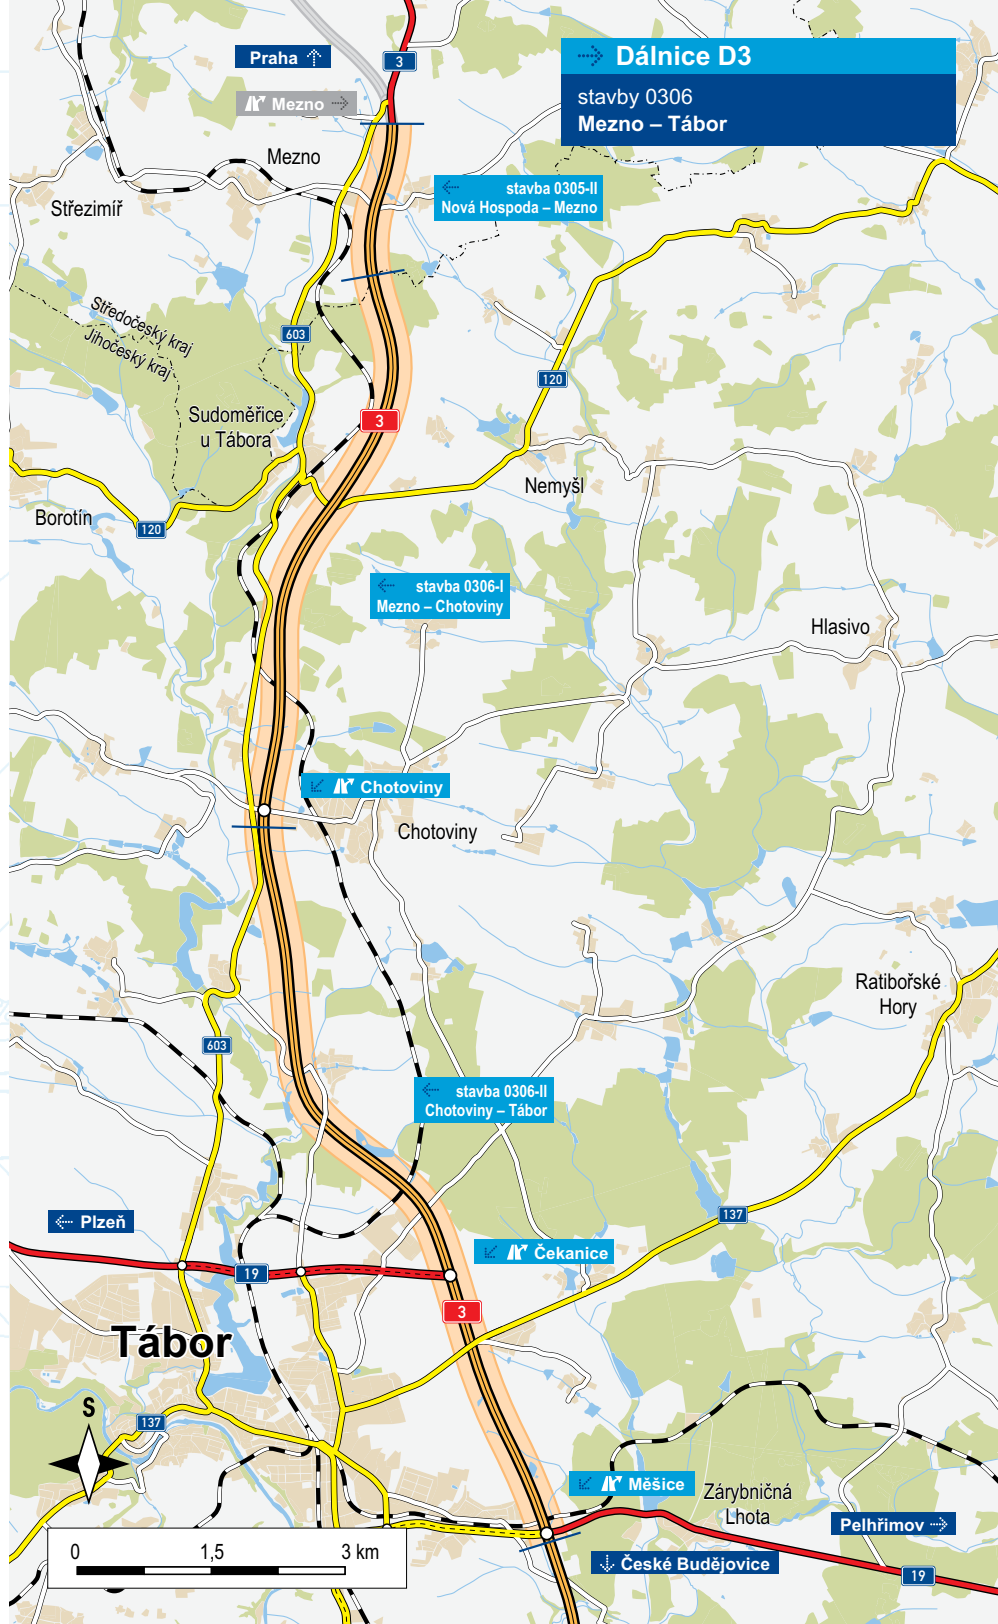 Praha
3
Dálnice D3
stavby 0306
Mezno – Tábor
Mezno
Mezno
stavba 0305-II
Nová Hospoda – Mezno
Střezimíř
Středočeský kraj
Jihočeský kraj
603
120
Sudoměřice
u Tábora
3
Nemyšl
Borotín
120
stavba 0306-I
Mezno – Chotoviny
Hlasivo
Chotoviny
Chotoviny
Ratibořské
Hory
603
stavba 0306-II
Chotoviny – Tábor
137
Plzeň
Čekanice
19
3
Tábor
S
137
Měšice
Zárybničná
Lhota
Pelhřimov
0 1,5 3 km
České Budějovice
19